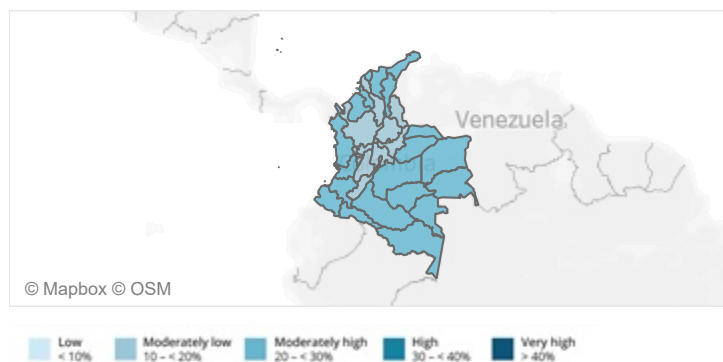 Venezuela
Colombia
© Mapbox © OSM
Low
< 10%
Moderately low
10 – < 20%
Moderately high
20 – < 30%
High
30 – < 40%
Very high
> 40%